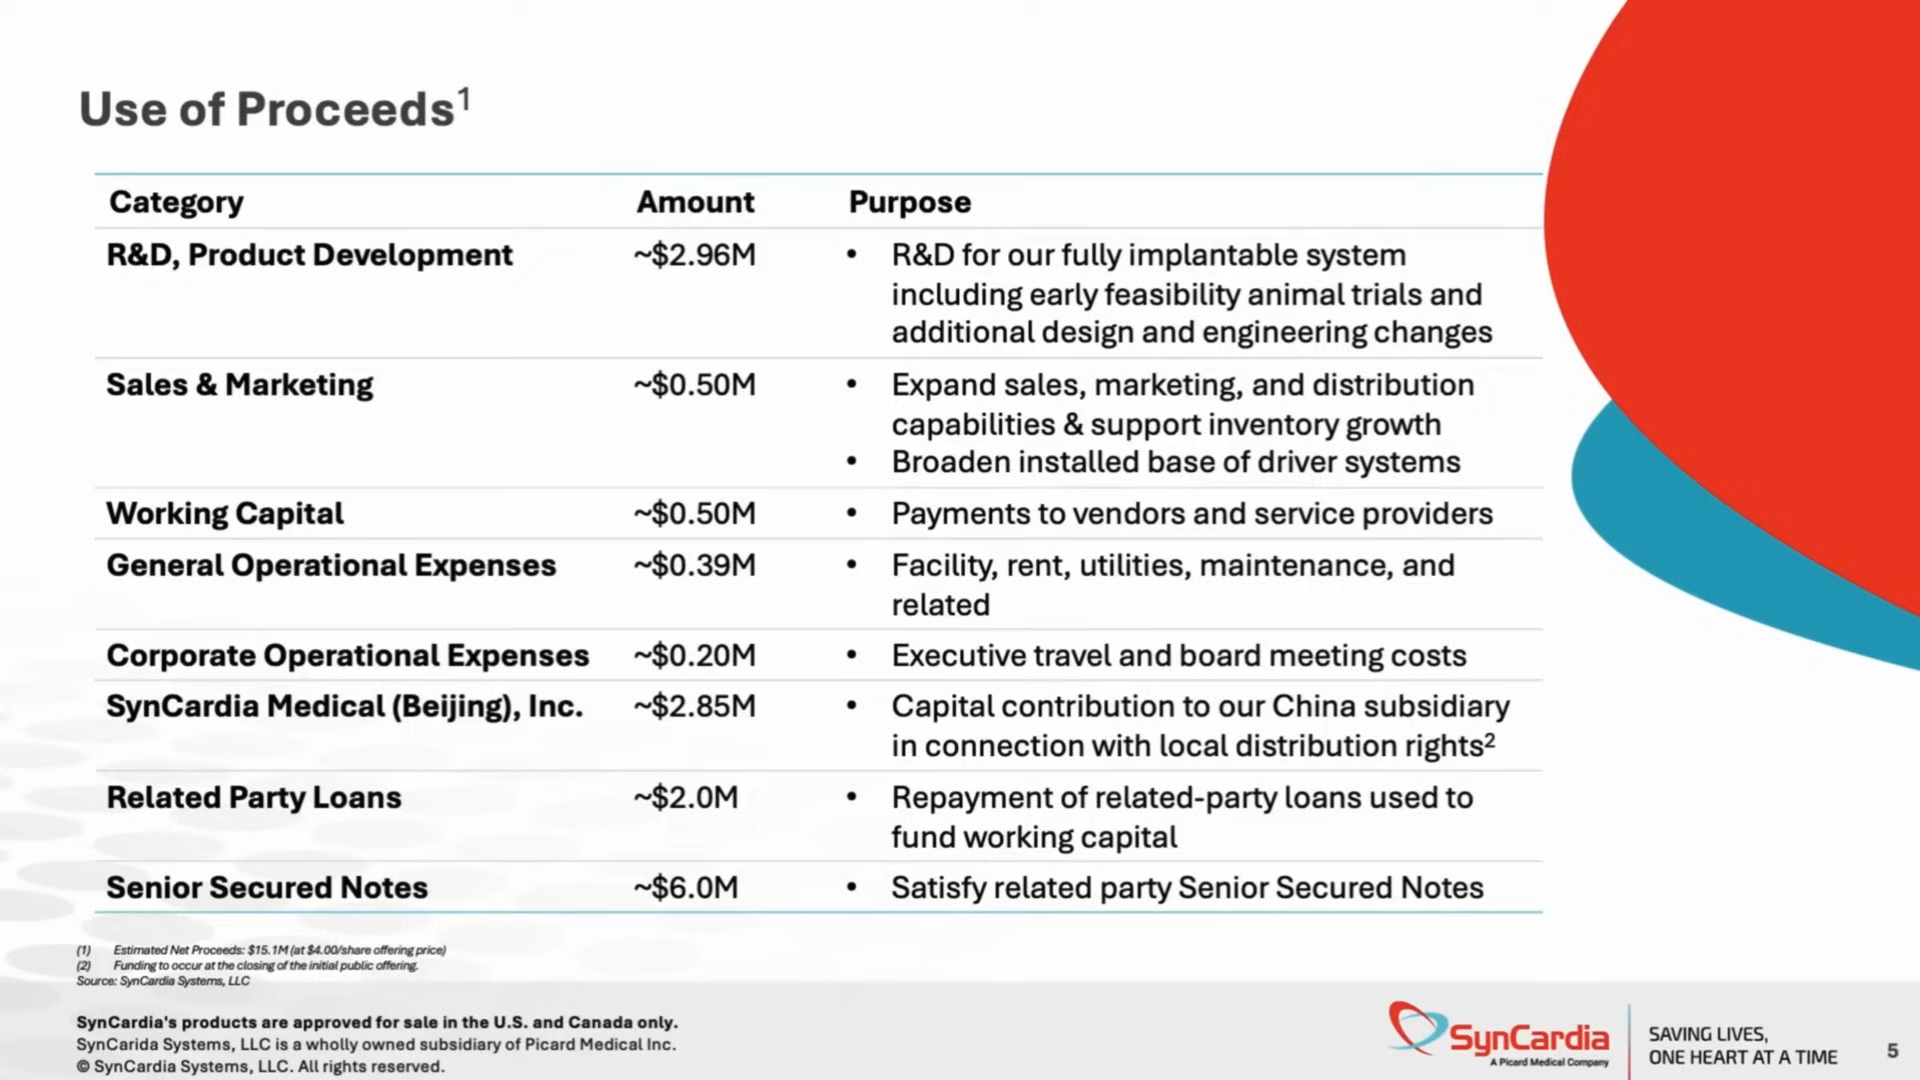 Use of Proceeds¹
Category Amount Purpose
R&D, Product Development ~$2.96M • R&D for our fully implantable system
including early feasibility animal trials and
additional design and engineering changes
Sales & Marketing ~$0.50M • Expand sales, marketing, and distribution
capabilities & support inventory growth
• Broaden installed base of driver systems
Working Capital ~$0.50M • Payments to vendors and service providers
General Operational Expenses ~$0.39M • Facility, rent, utilities, maintenance, and
related
Corporate Operational Expenses ~$0.20M • Executive travel and board meeting costs
SynCardia Medical (Beijing), Inc. ~$2.85M • Capital contribution to our China subsidiary
in connection with local distribution rights²
Related Party Loans ~$2.0M • Repayment of related-party loans used to
fund working capital
Senior Secured Notes ~$6.0M • Satisfy related party Senior Secured Notes
(1) Estimated Net Proceeds: $15.1M (at $4.00/share offering price)
(2) Funding to occur at the closing of the initial public offering.
Source: SynCardia Systems, LLC
SynCardia's products are approved for sale in the U.S. and Canada only.
SynCarida Systems, LLC is a wholly owned subsidiary of Picard Medical Inc.
© SynCardia Systems, LLC. All rights reserved.
SynCardia
A Picard Medical Company
SAVING LIVES,
ONE HEART AT A TIME
5